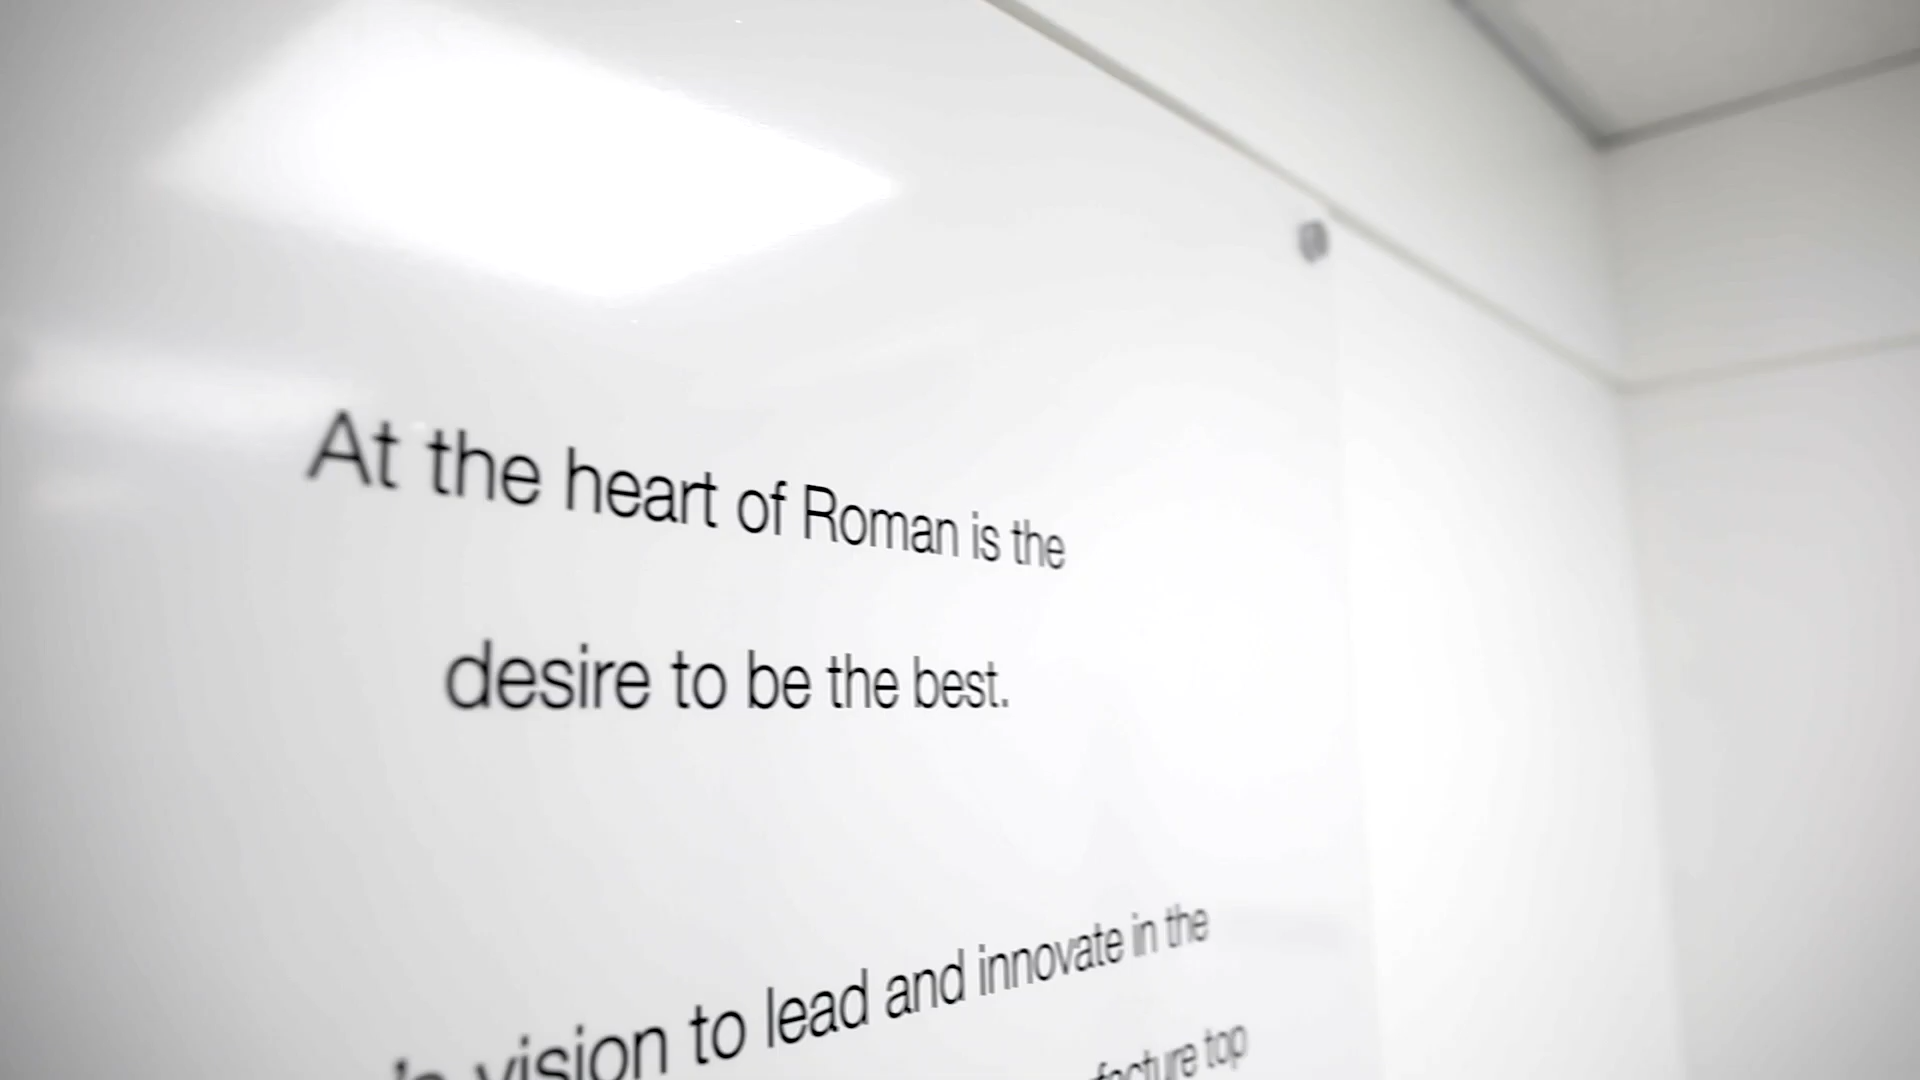 At the heart of Roman is the
desire to be the best.
vision to lead and innovate in the
top